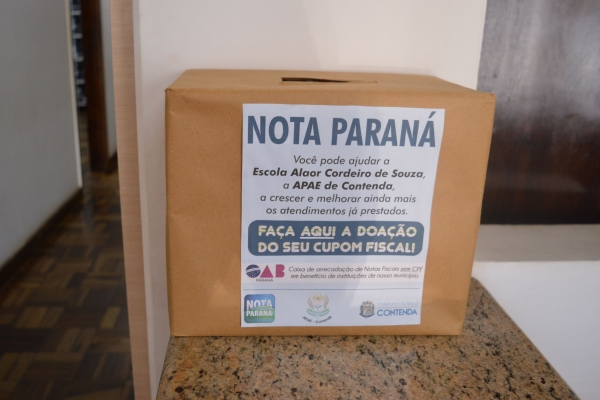 NOTA PARANÁ
Você pode ajudar a
Escola Alaor Cordeiro de Souza,
a APAE de Contenda,
a crescer e melhorar ainda mais
os atendimentos já prestados.
FAÇA AQUI A DOAÇÃO
DO SEU CUPOM FISCAL!
OAB
PARANÁ
Caixa de arrecadação de Notas Fiscais sem CPF
em benefício de instituições de nosso município.
NOTA
PARANÁ
CONTENDA